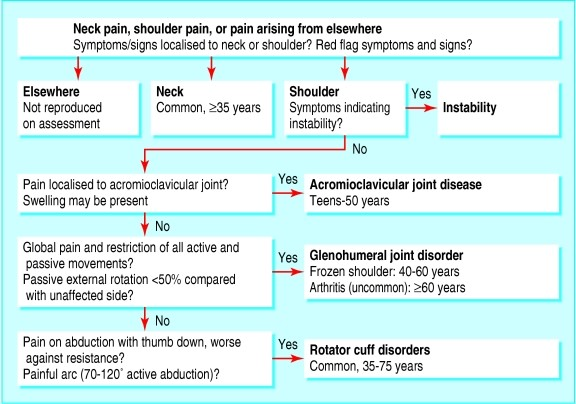 Neck pain, shoulder pain, or pain arising from elsewhere
Symptoms/signs localised to neck or shoulder? Red flag symptoms and signs?
Elsewhere
Not reproduced
on assessment
Neck
Common, ≥35 years
Shoulder
Symptoms indicating
instability?
Yes
Instability
No
Pain localised to acromioclavicular joint?
Swelling may be present
Yes
Acromioclavicular joint disease
Teens-50 years
No
Global pain and restriction of all active and
passive movements?
Passive external rotation <50% compared
with unaffected side?
Yes
Glenohumeral joint disorder
Frozen shoulder: 40-60 years
Arthritis (uncommon): ≥60 years
No
Pain on abduction with thumb down, worse
against resistance?
Painful arc (70-120˚ active abduction)?
Yes
Rotator cuff disorders
Common, 35-75 years